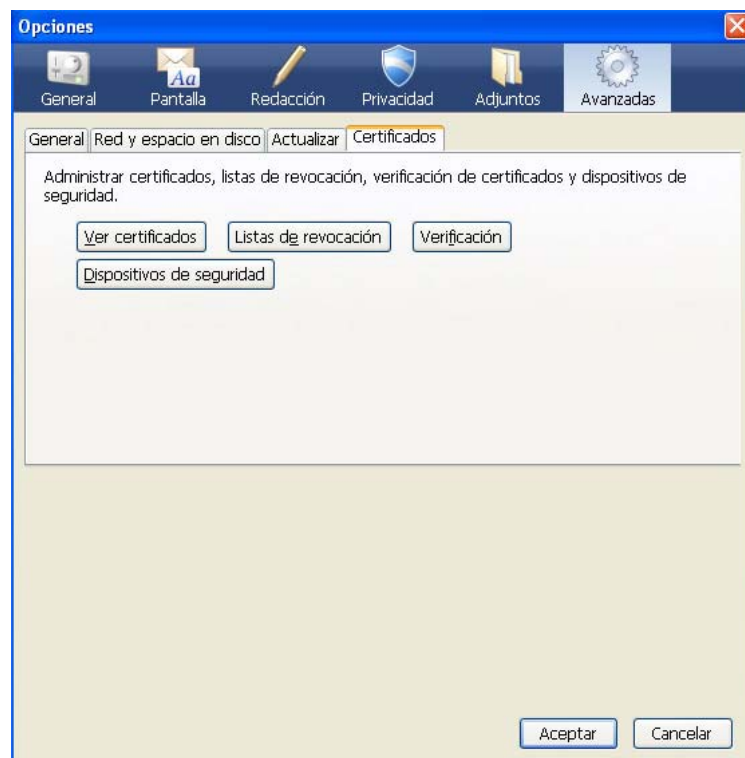 Opciones
General Pantalla Redacción Privacidad Adjuntos Avanzadas
General Red y espacio en disco Actualizar Certificados
Administrar certificados, listas de revocación, verificación de certificados y dispositivos de
seguridad.
Ver certificados Listas de revocación Verificación
Dispositivos de seguridad
Aceptar Cancelar